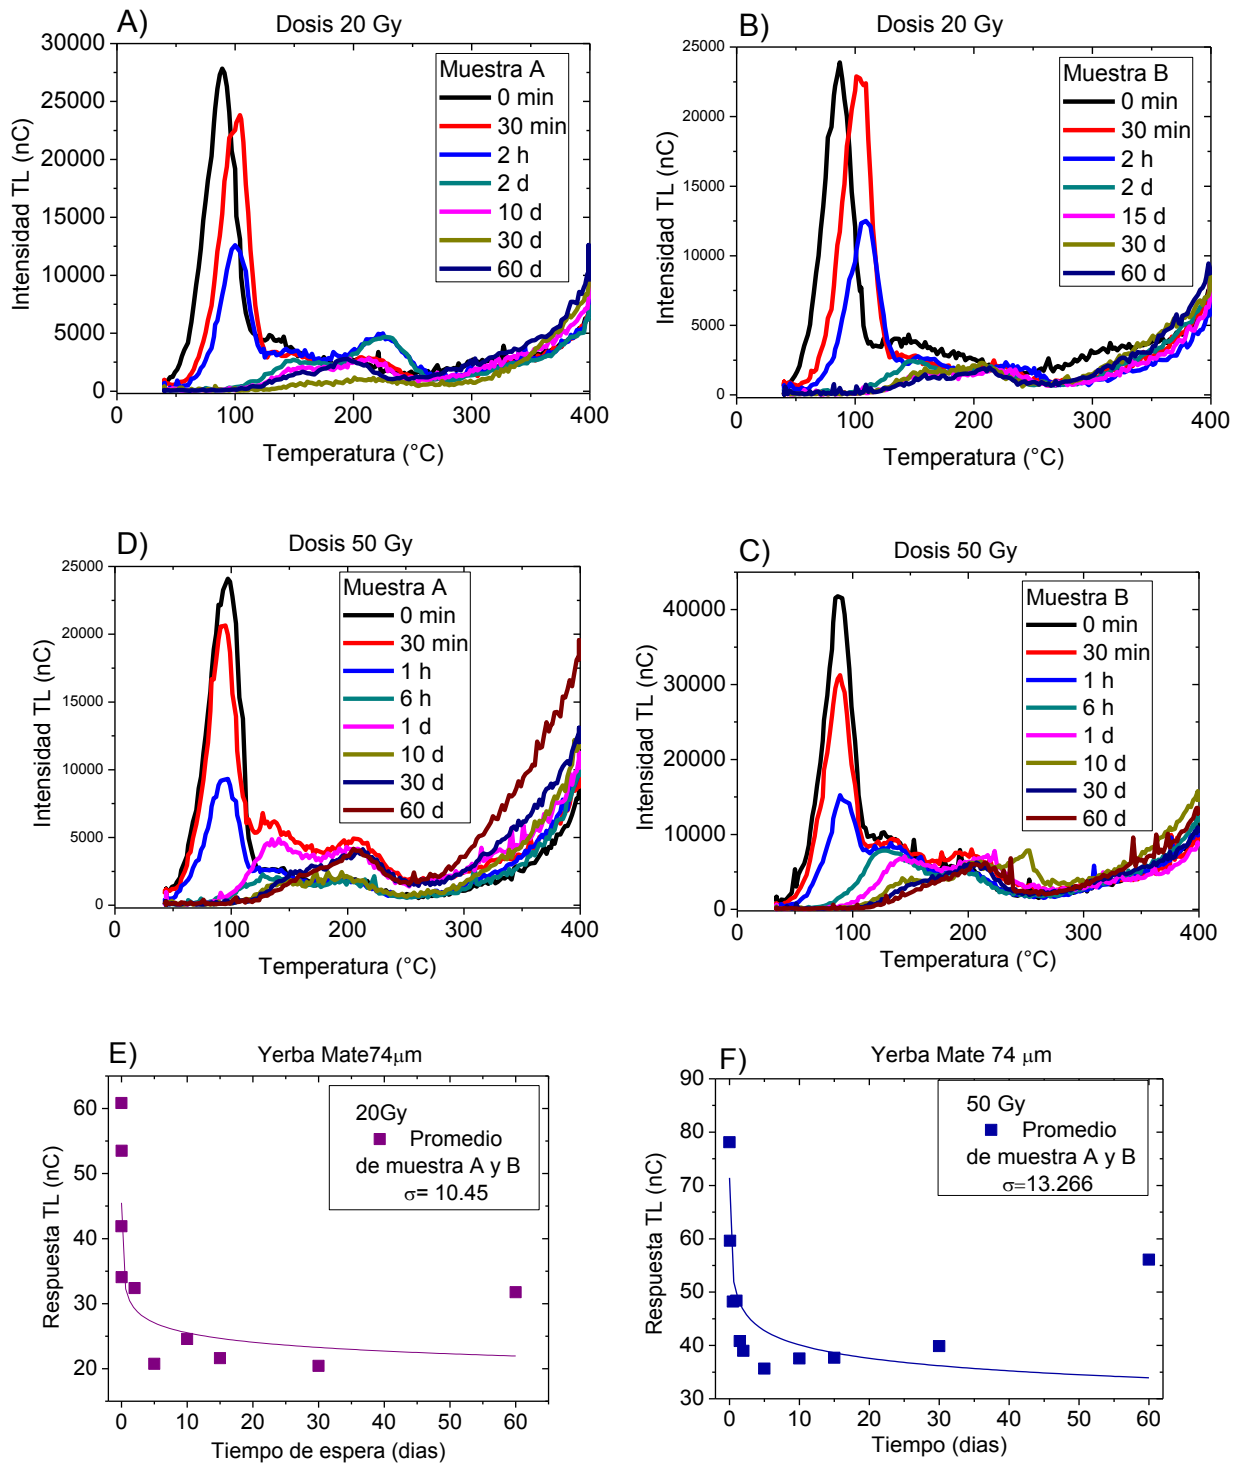 A)
Dosis 20 Gy
Intensidad TL (nC)
30000
25000
20000
15000
10000
5000
0
Muestra A
0 min
30 min
2 h
2 d
10 d
30 d
60 d
0
100
200
300
400
Temperatura (°C)
B)
Dosis 20 Gy
Intensidad TL (nC)
25000
20000
15000
10000
5000
0
Muestra B
0 min
30 min
2 h
2 d
15 d
30 d
60 d
0
100
200
300
400
Temperatura (°C)
D)
Dosis 50 Gy
Intensidad TL (nC)
25000
20000
15000
10000
5000
0
Muestra A
0 min
30 min
1 h
6 h
1 d
10 d
30 d
60 d
0
100
200
300
400
Temperatura (°C)
C)
Dosis 50 Gy
Intensidad TL (nC)
40000
30000
20000
10000
0
Muestra B
0 min
30 min
1 h
6 h
1 d
10 d
30 d
60 d
0
100
200
300
400
Temperatura (°C)
E)
Yerba Mate74μm
Respuesta TL (nC)
60
50
40
30
20
20Gy
Promedio
de muestra A y B
σ= 10.45
0
10
20
30
40
50
60
Tiempo de espera (dias)
F)
Yerba Mate 74 μm
Respuesta TL (nC)
90
80
70
60
50
40
30
50 Gy
Promedio
de muestra A y B
σ=13.266
0
10
20
30
40
50
60
Tiempo (dias)